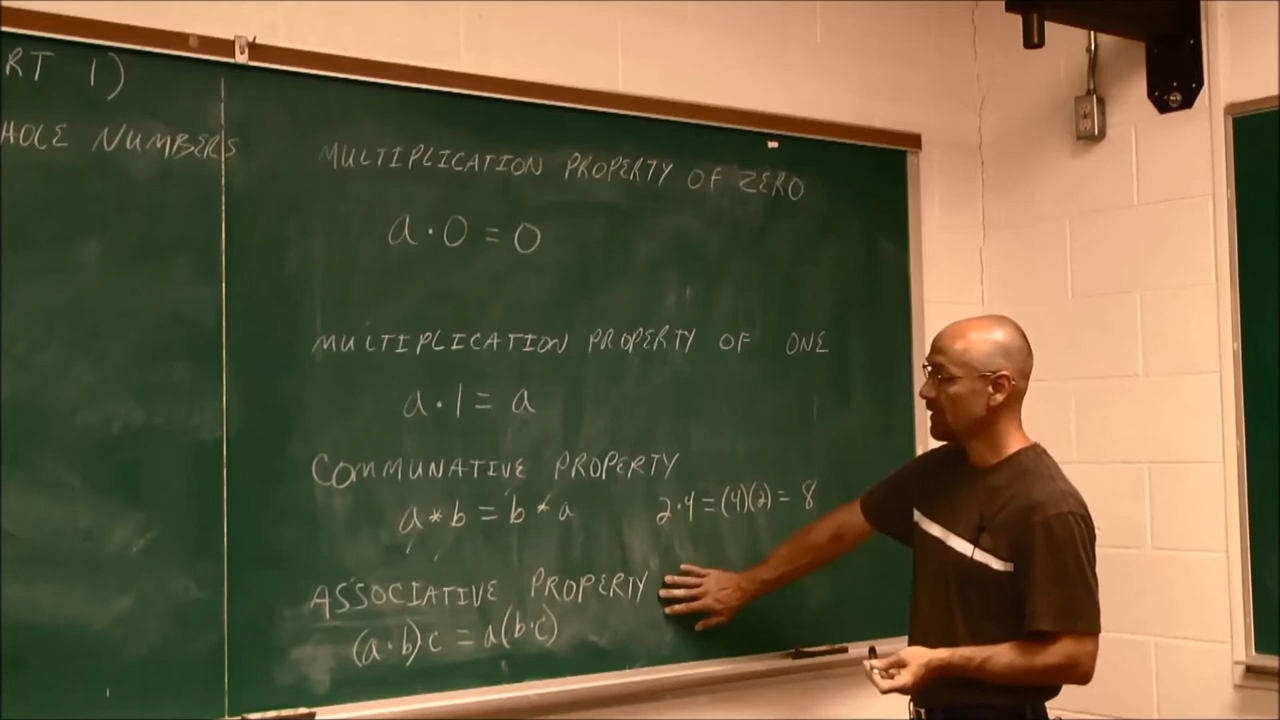 RT 1)
HOLE NUMBERS
MULTIPLICATION PROPERTY OF ZERO
a · 0 = 0
MULTIPLICATION PROPERTY OF ONE
a · 1 = a
COMMUNATIVE PROPERTY
a * b = b * a
2 · 4 = (4)(2) = 8
ASSOCIATIVE PROPERTY
(a · b) c = a (b · c)